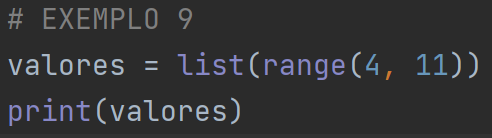 # EXEMPLO 9
valores = list(range(4, 11))
print(valores)